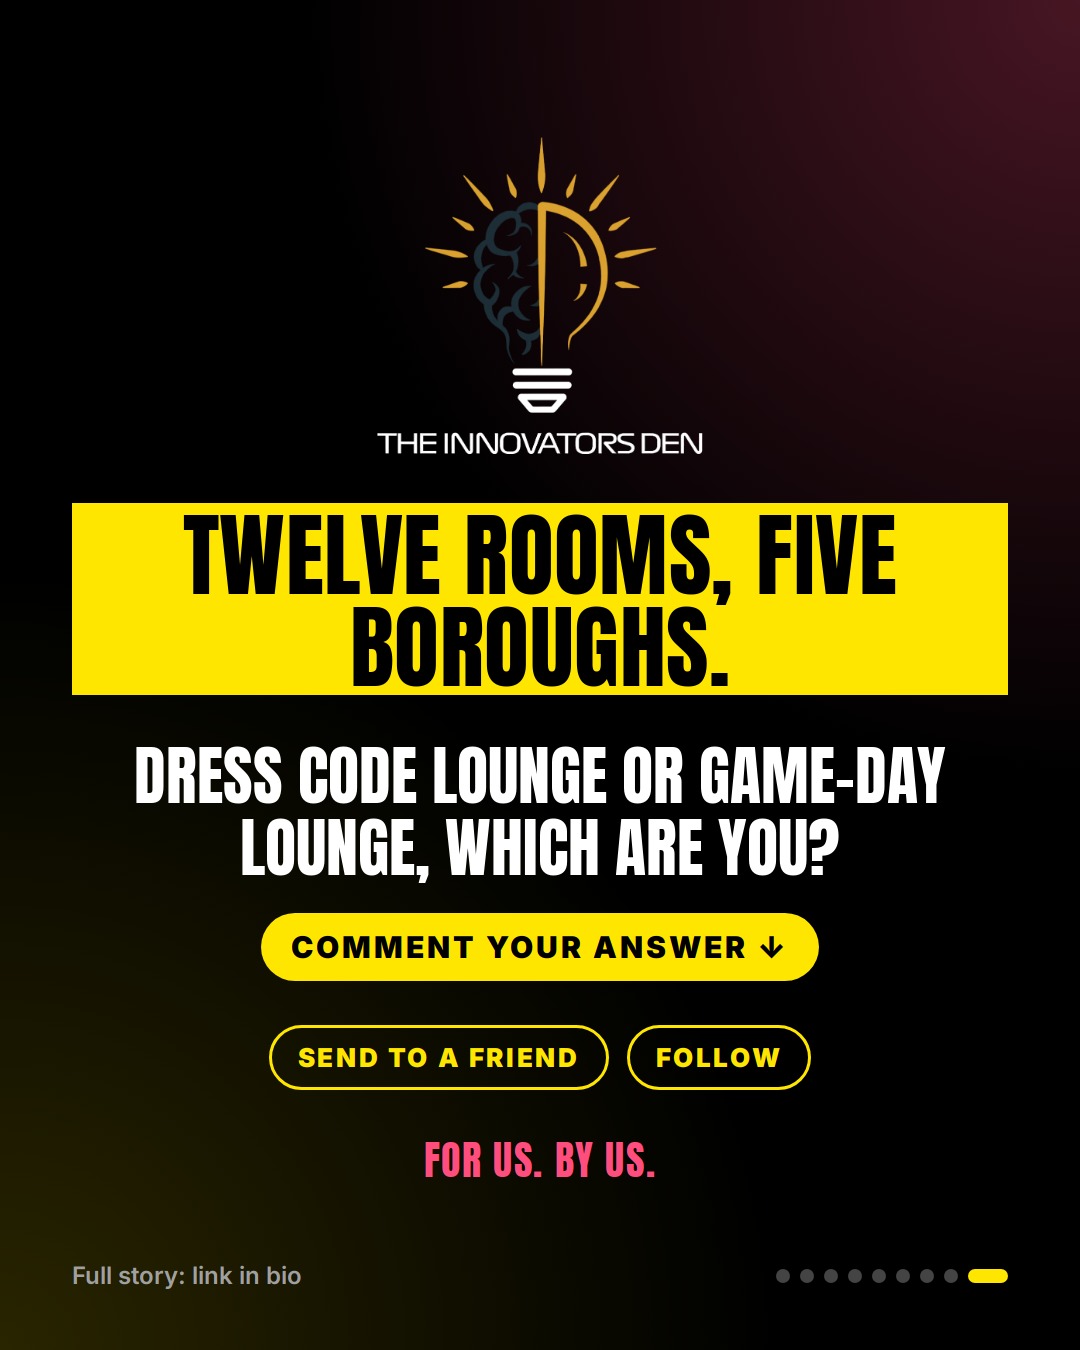 THE INNOVATORS DEN
TWELVE ROOMS, FIVE
BOROUGHS.
DRESS CODE LOUNGE OR GAME-DAY
LOUNGE, WHICH ARE YOU?
COMMENT YOUR ANSWER ↓
SEND TO A FRIEND
FOLLOW
FOR US. BY US.
Full story: link in bio